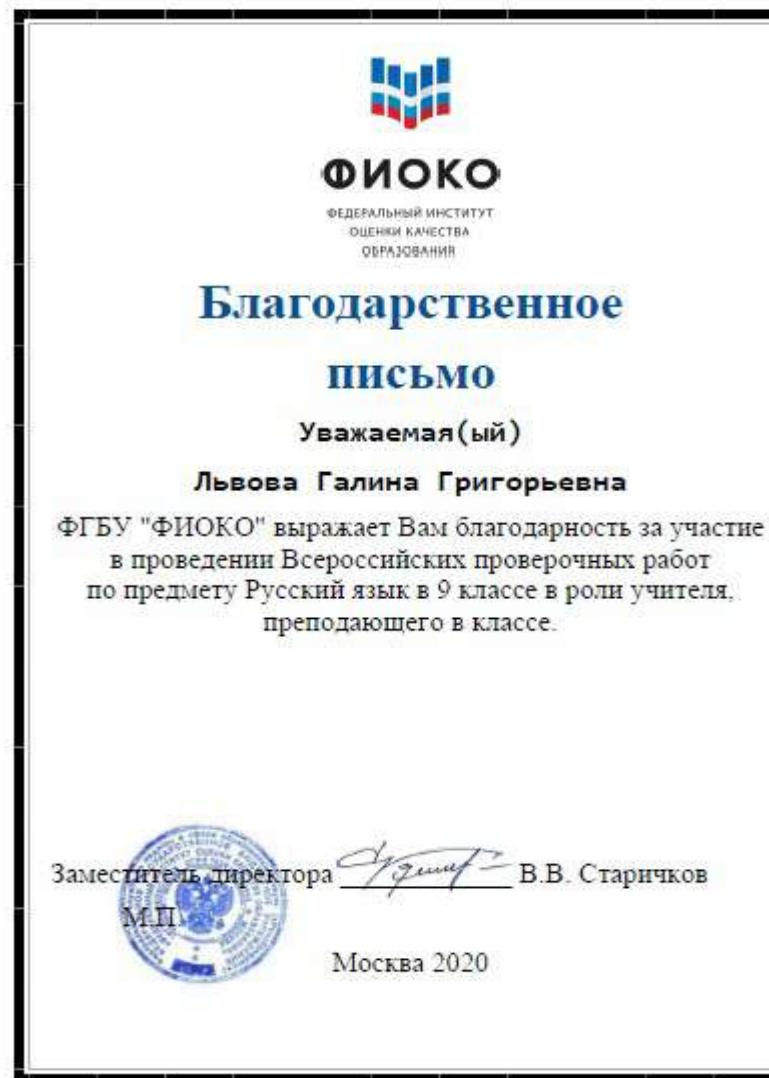 ФИОКО
ФЕДЕРАЛЬНЫЙ ИНСТИТУТ
ОЦЕНКИ КАЧЕСТВА
ОБРАЗОВАНИЯ
Благодарственное
письмо
Уважаемая(ый)
Львова Галина Григорьевна
ФГБУ "ФИОКО" выражает Вам благодарность за участие
в проведении Всероссийских проверочных работ
по предмету Русский язык в 9 классе в роли учителя,
преподающего в классе.
Заместитель директора В.В. Старичков
М.П.
Москва 2020